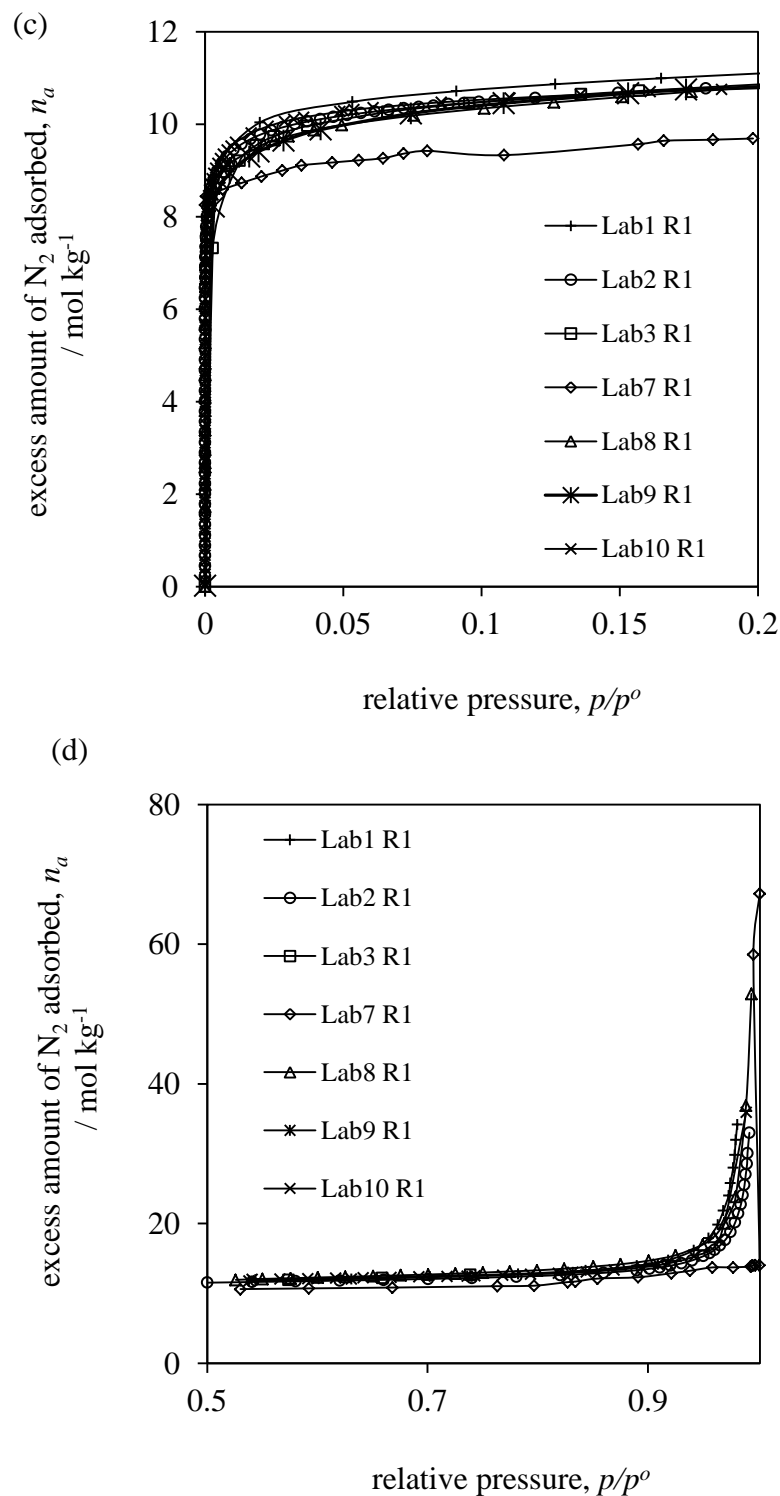 (c)
excess amount of N₂ adsorbed, nₐ
/ mol kg⁻¹
12
10
8
6
4
2
0
0
0.05
0.1
0.15
0.2
Lab1 R1
Lab2 R1
Lab3 R1
Lab7 R1
Lab8 R1
Lab9 R1
Lab10 R1
relative pressure, p/pᵒ
(d)
excess amount of N₂ adsorbed, nₐ
/ mol kg⁻¹
80
60
40
20
0
0.5
0.7
0.9
Lab1 R1
Lab2 R1
Lab3 R1
Lab7 R1
Lab8 R1
Lab9 R1
Lab10 R1
relative pressure, p/pᵒ